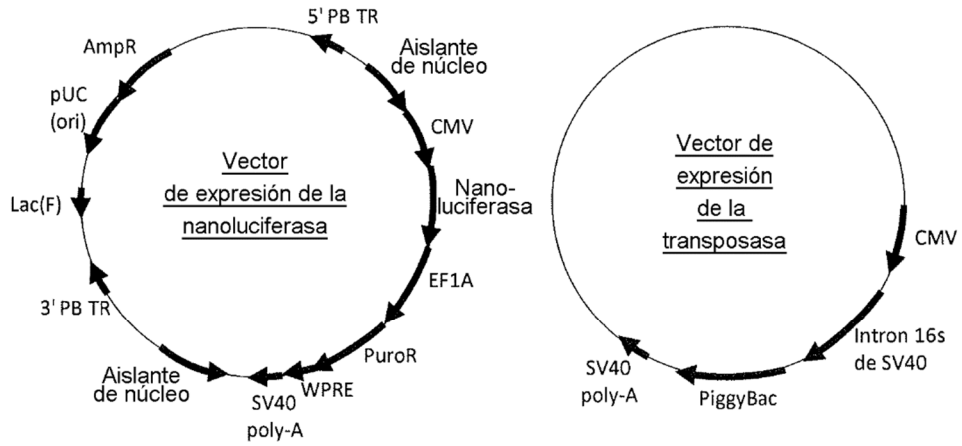 5' PB TR
Aislante
de núcleo
CMV
Nano-
luciferasa
EF1A
PuroR
WPRE
SV40
poly-A
Aislante
de núcleo
3' PB TR
Lac(F)
pUC
(ori)
AmpR
Vector
de expresión de la
nanoluciferasa
Vector de
expresión
de la
transposasa
CMV
Intron 16s
de SV40
PiggyBac
SV40
poly-A